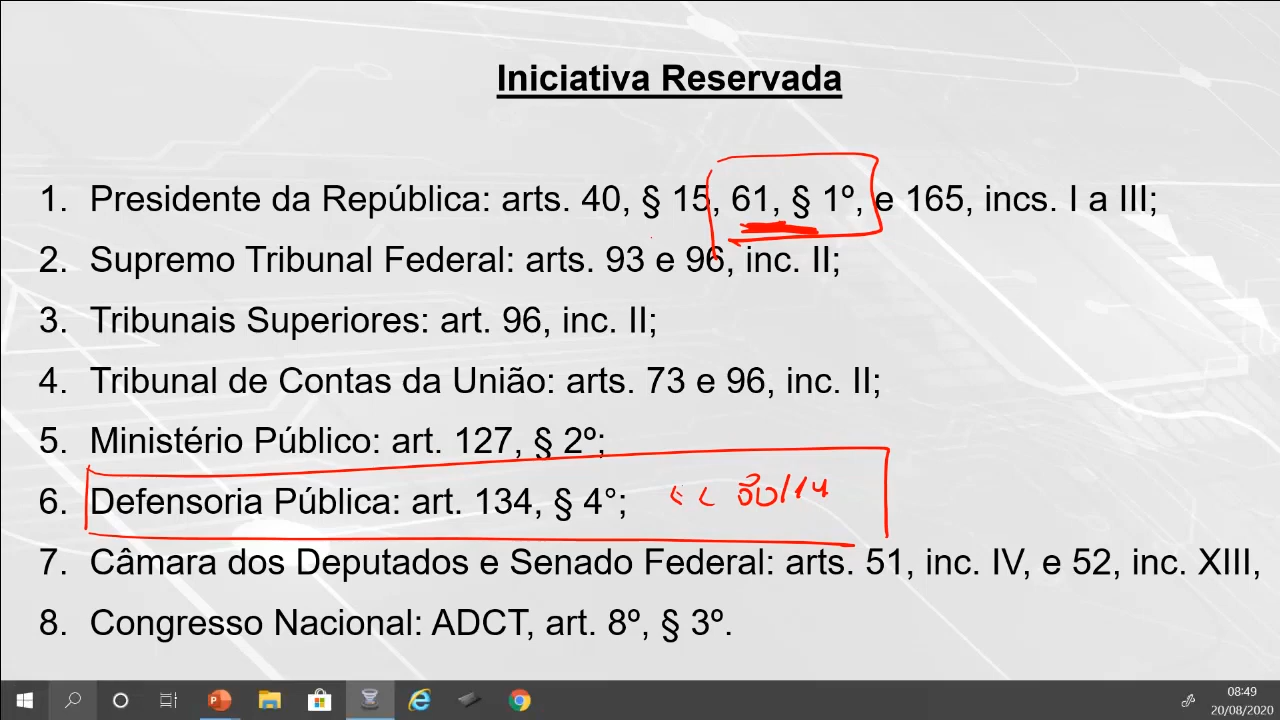 Iniciativa Reservada
1. Presidente da República: arts. 40, § 15, 61, § 1º, e 165, incs. I a III;
2. Supremo Tribunal Federal: arts. 93 e 96, inc. II;
3. Tribunais Superiores: art. 96, inc. II;
4. Tribunal de Contas da União: arts. 73 e 96, inc. II;
5. Ministério Público: art. 127, § 2º;
6. Defensoria Pública: art. 134, § 4°; 80/14
7. Câmara dos Deputados e Senado Federal: arts. 51, inc. IV, e 52, inc. XIII,
8. Congresso Nacional: ADCT, art. 8º, § 3º.
08:49
20/08/2020